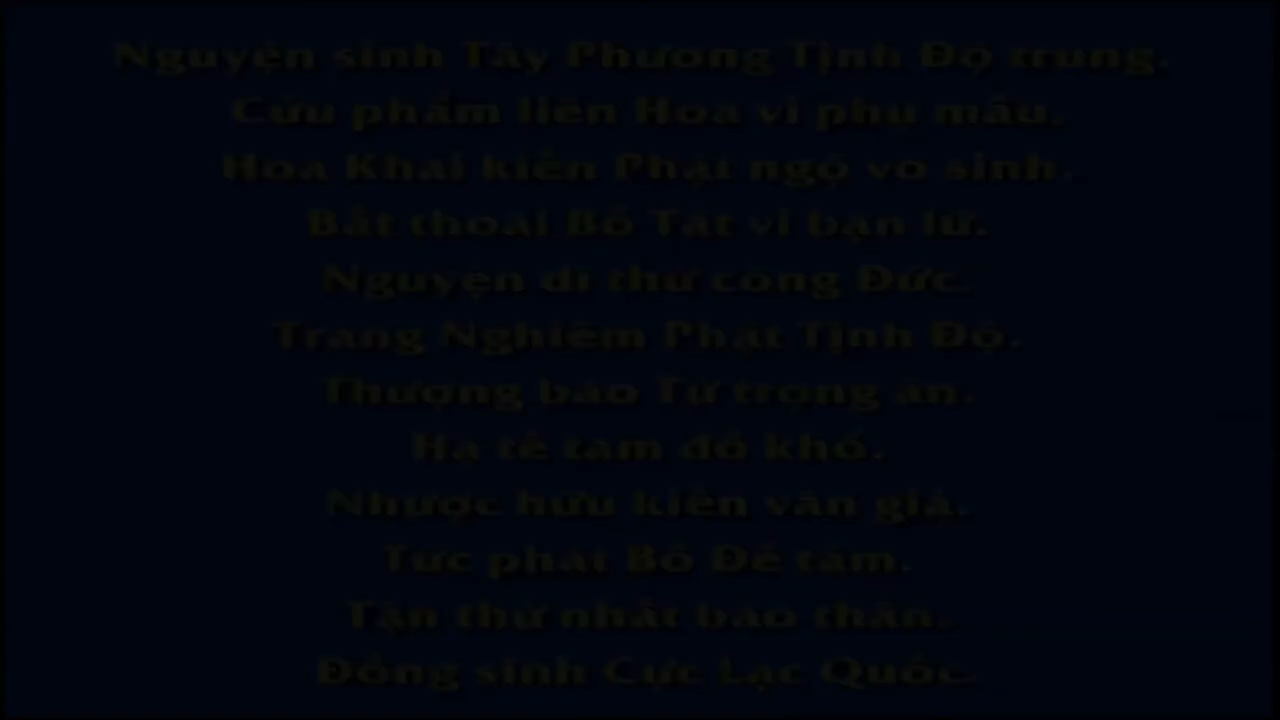 Nguyện sinh Tây Phương Tịnh Độ trung.
Cửu phẩm liên Hoa vi phụ mẫu.
Hoa Khai kiến Phật ngộ vô sinh.
Bất thoái Bồ Tát vi bạn lữ.
Nguyện dĩ thử công Đức.
Trang Nghiêm Phật Tịnh Độ.
Thượng báo Tứ trọng ân.
Hạ tế tam đồ khổ.
Nhược hữu kiến văn giả.
Tức phát Bồ Đề tâm.
Tận thử nhất báo thân.
Đồng sinh Cực Lạc Quốc.